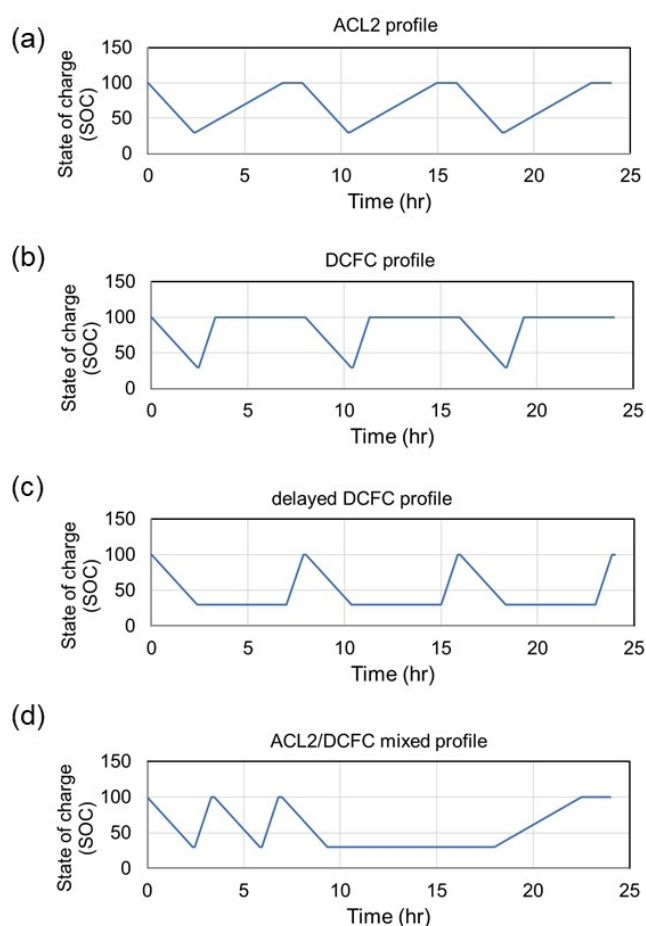 (a)
ACL2 profile
State of charge
(SOC)
150
100
50
0
0 5 10 15 20 25
Time (hr)
(b)
DCFC profile
State of charge
(SOC)
150
100
50
0
0 5 10 15 20 25
Time (hr)
(c)
delayed DCFC profile
State of charge
(SOC)
150
100
50
0
0 5 10 15 20 25
Time (hr)
(d)
ACL2/DCFC mixed profile
State of charge
(SOC)
150
100
50
0
0 5 10 15 20 25
Time (hr)